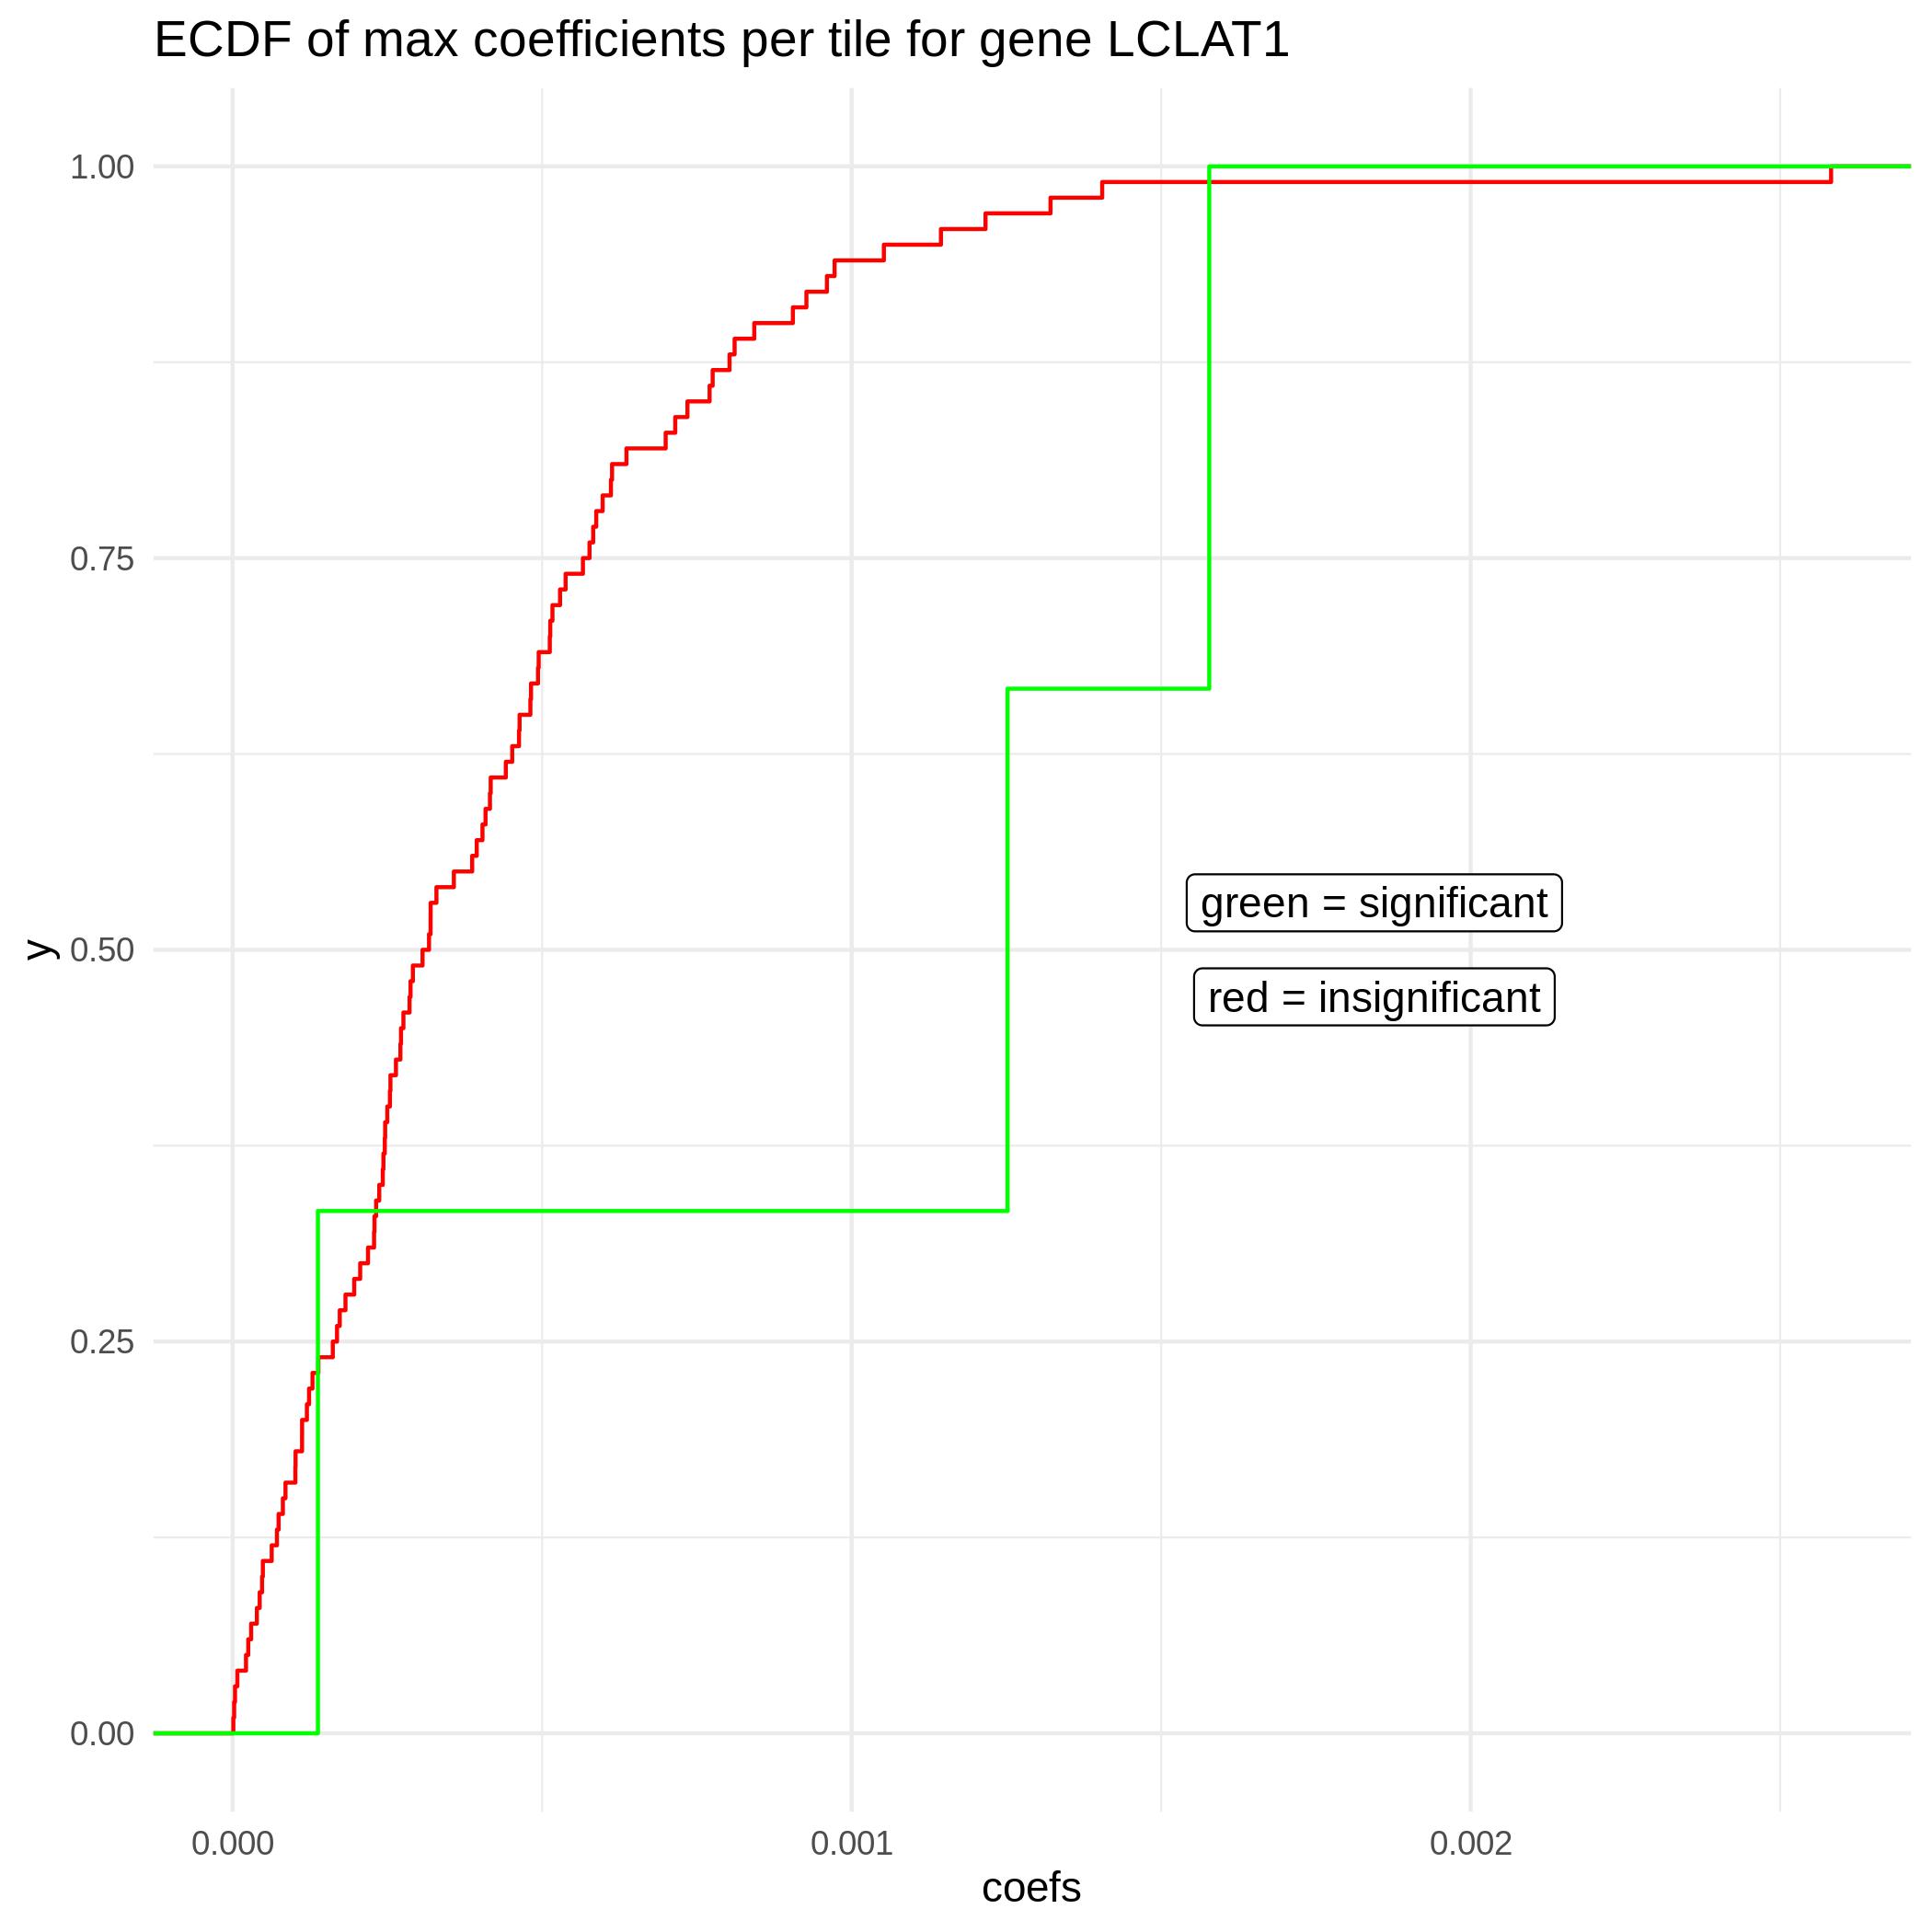 ECDF of max coefficients per tile for gene LCLAT1
1.00
0.75
0.50
0.25
0.00
y
green = significant
red = insignificant
0.000 0.001 0.002
coefs